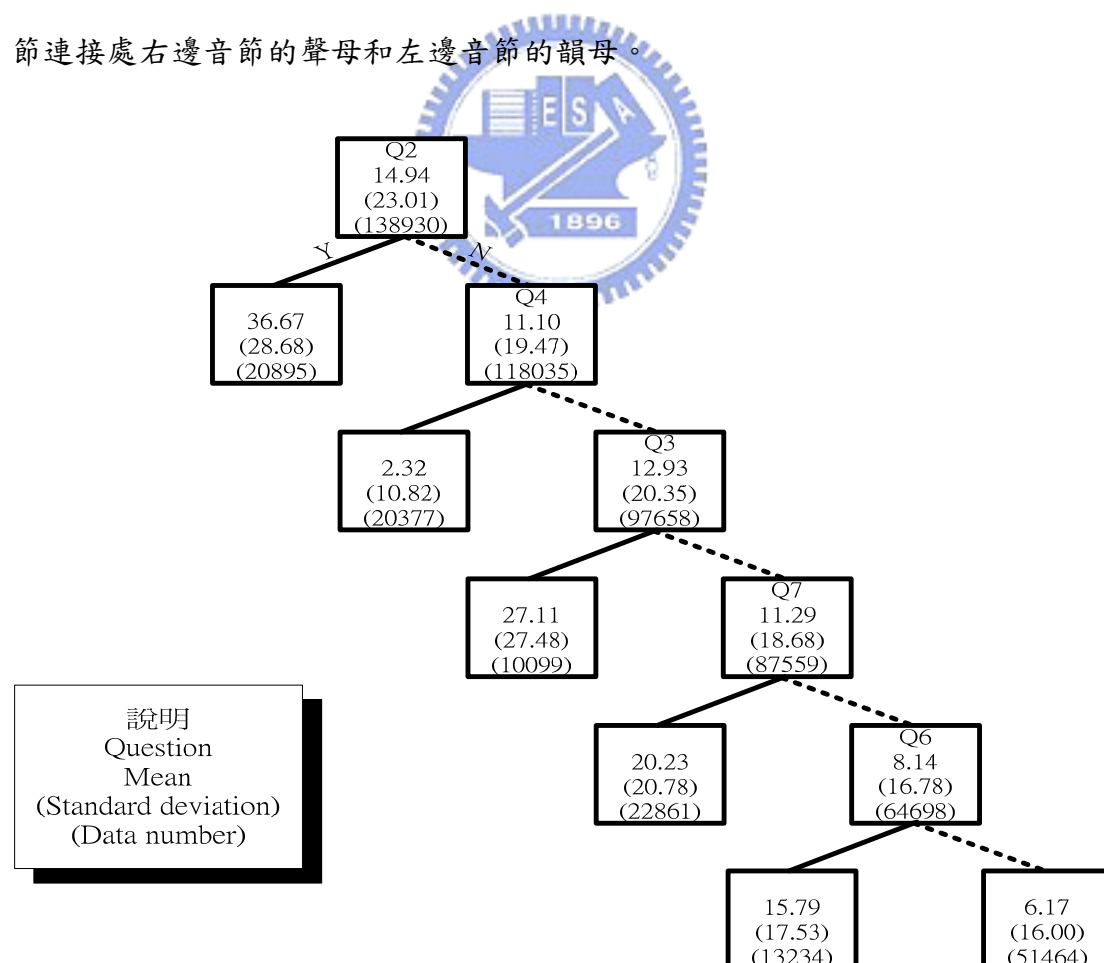 節連接處右邊音節的聲母和左邊音節的韻母。
E S A
1896
Q2
14.94
(23.01)
(138930)
Y
N
36.67
(28.68)
(20895)
Q4
11.10
(19.47)
(118035)
2.32
(10.82)
(20377)
Q3
12.93
(20.35)
(97658)
27.11
(27.48)
(10099)
Q7
11.29
(18.68)
(87559)
說明
Question
Mean
(Standard deviation)
(Data number)
20.23
(20.78)
(22861)
Q6
8.14
(16.78)
(64698)
15.79
(17.53)
(13234)
6.17
(16.00)
(51464)